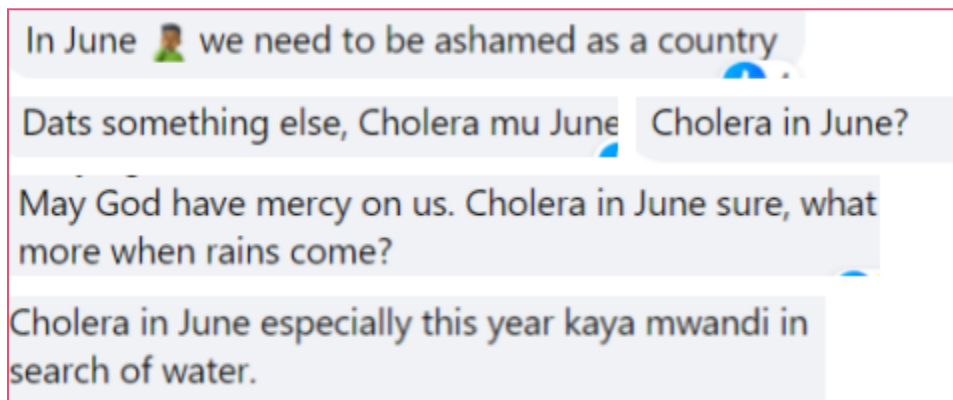 In June 🤦🏾‍♂️ we need to be ashamed as a country
Dats something else, Cholera mu June
Cholera in June?
May God have mercy on us. Cholera in June sure, what
more when rains come?
Cholera in June especially this year kaya mwandi in
search of water.